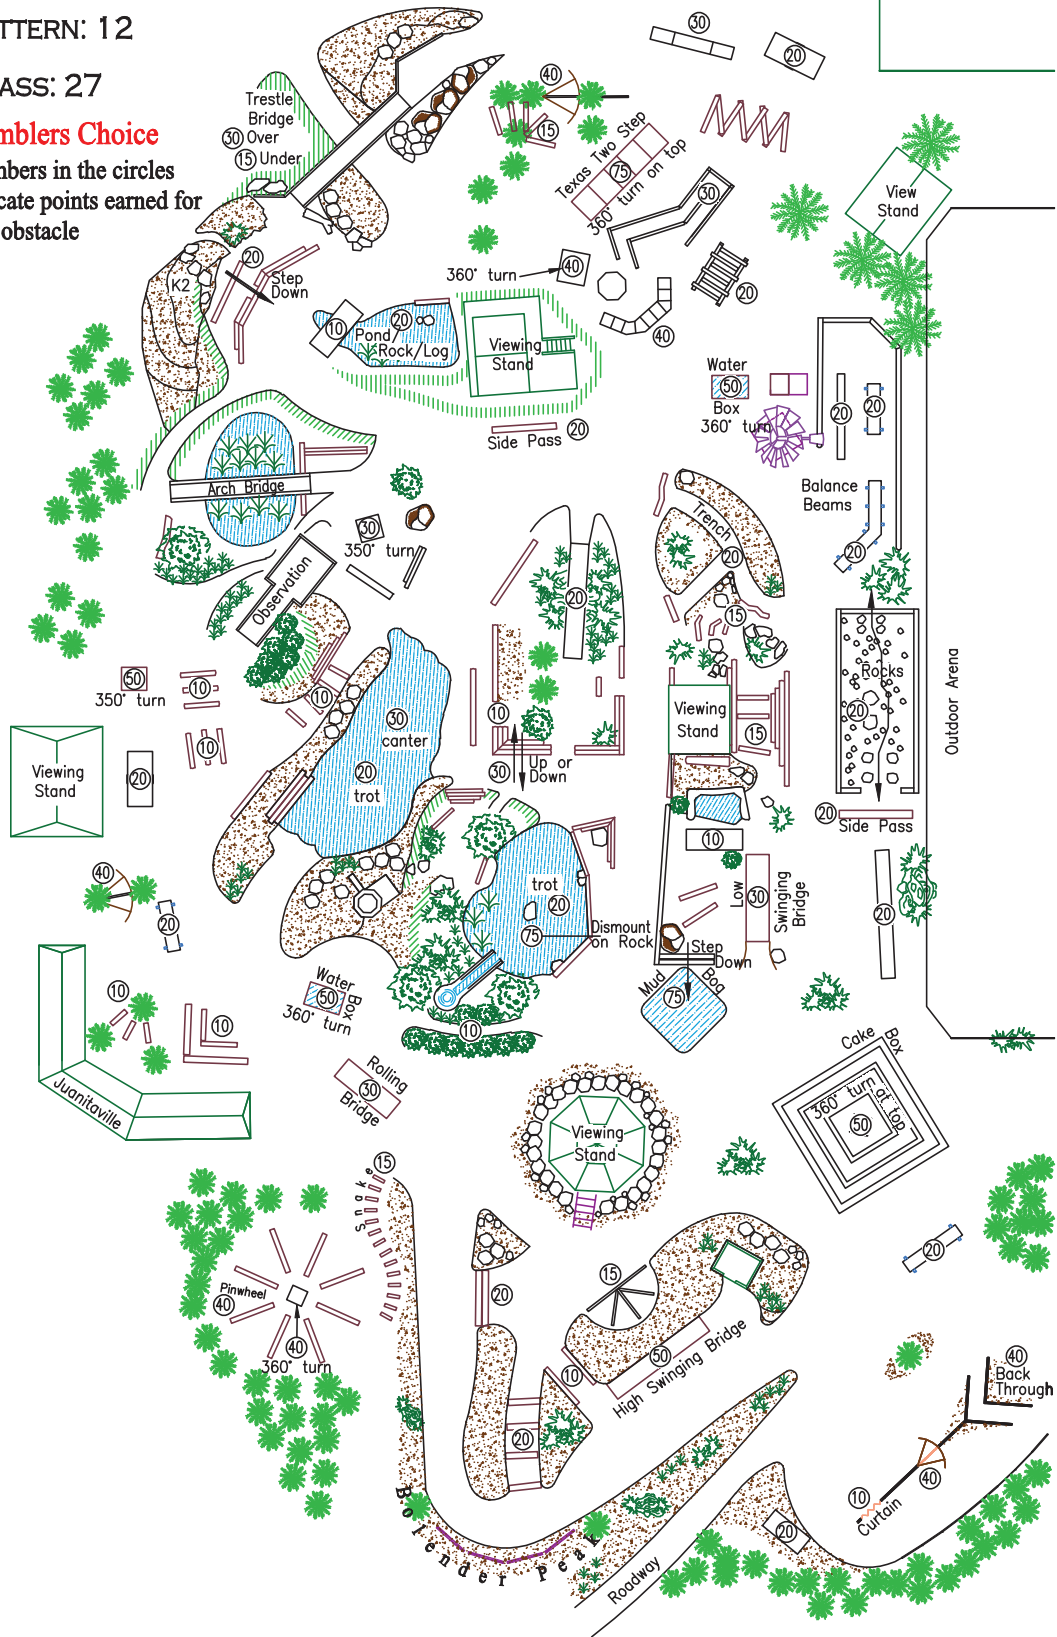 TTERN: 12
ASS: 27
mblers Choice
nbers in the circles
cate points earned for
obstacle
30
20
40
15
Trestle
Bridge
30 Over
15 Under
Texas Two Step
75
360° turn on top
30
View
Stand
K2
20
Step
Down
360° turn
40
20
40
10
20
Pond/
Rock/Log
Viewing
Stand
Side Pass 20
Water
50
Box
360° turn
20
20
Balance
Beams
20
Arch Bridge
30
350° turn
Trench
20
Observation
20
15
50
350° turn
10
10
10
30
canter
20
trot
10
30
Up or
Down
Viewing
Stand
15
Rocks
20
Outdoor Arena
Viewing
Stand
20
20
Side Pass
10
40
20
trot
20
75
Dismount
on Rock
Low
30
Swinging
Bridge
20
Step
Down
Mud
Bog
75
10
10
Water
50
Box
360° turn
10
Juanitaville
Rolling
30
Bridge
Cake
Box
360° turn
at top
50
Viewing
Stand
15
Snake
20
Pinwheel
40
40
360° turn
20
15
10
50
High Swinging Bridge
20
40
Back
Through
40
10
Curtain
20
Bolender Peak
Roadway